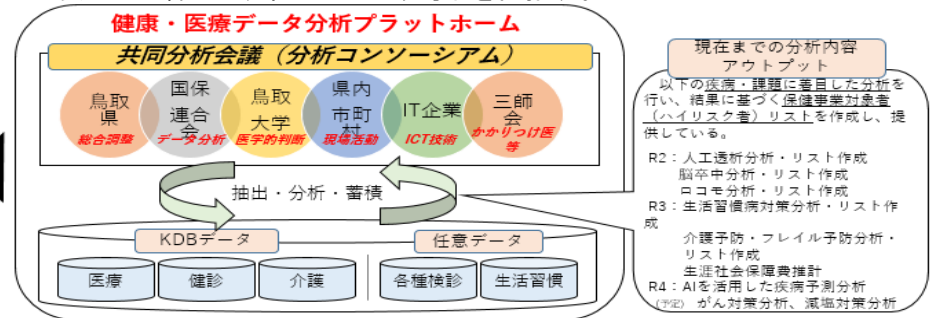 健康・医療データ分析プラットホーム
共同分析会議（分析コンソーシアム）
鳥取
県
総合調整
国保
連合
会
データ分析
鳥取
大学
医学的判断
県内
市町
村
現場活動
IT企業
ICT技術
三師
会
かかりつけ医
等
抽出・分析・蓄積
KDBデータ
任意データ
医療
健診
介護
各種検診
生活習慣
現在までの分析内容
アウトプット
以下の疾病・課題に着目した分析を
行い、結果に基づく保健事業対象者
（ハイリスク者）リストを作成し、提
供している。
R2：人工透析分析・リスト作成
脳卒中分析・リスト作成
ロコモ分析・リスト作成
R3：生活習慣病対策分析・リスト作
成
介護予防・フレイル予防分析・
リスト作成
生涯社会保障費推計
R4：AIを活用した疾病予測分析
（予定） がん対策分析、減塩対策分析